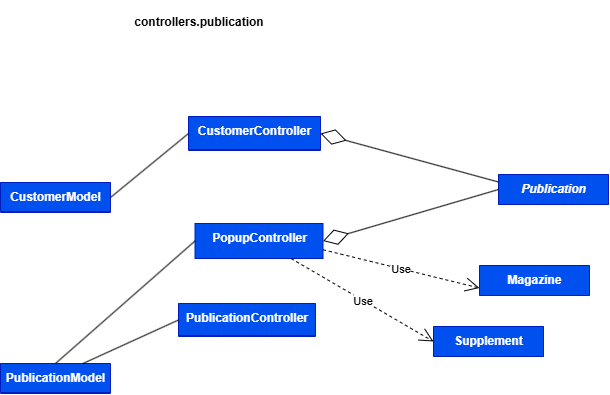 controllers.publication
CustomerController
CustomerModel
Publication
PopupController
Use
Magazine
Use
PublicationController
Supplement
PublicationModel